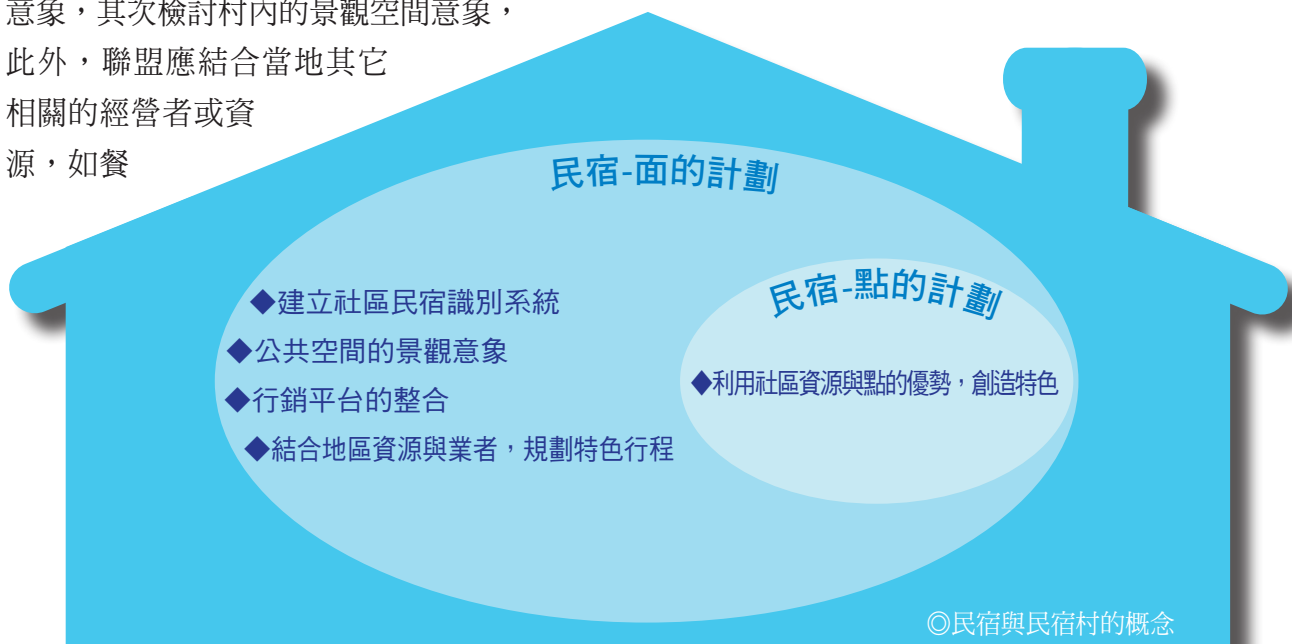 意象，其次檢討村內的景觀空間意象，
此外，聯盟應結合當地其它
相關的經營者或資
源，如餐
民宿-面的計劃
◆建立社區民宿識別系統
◆公共空間的景觀意象
◆行銷平台的整合
◆結合地區資源與業者，規劃特色行程
民宿-點的計劃
◆利用社區資源與點的優勢，創造特色
◎民宿與民宿村的概念